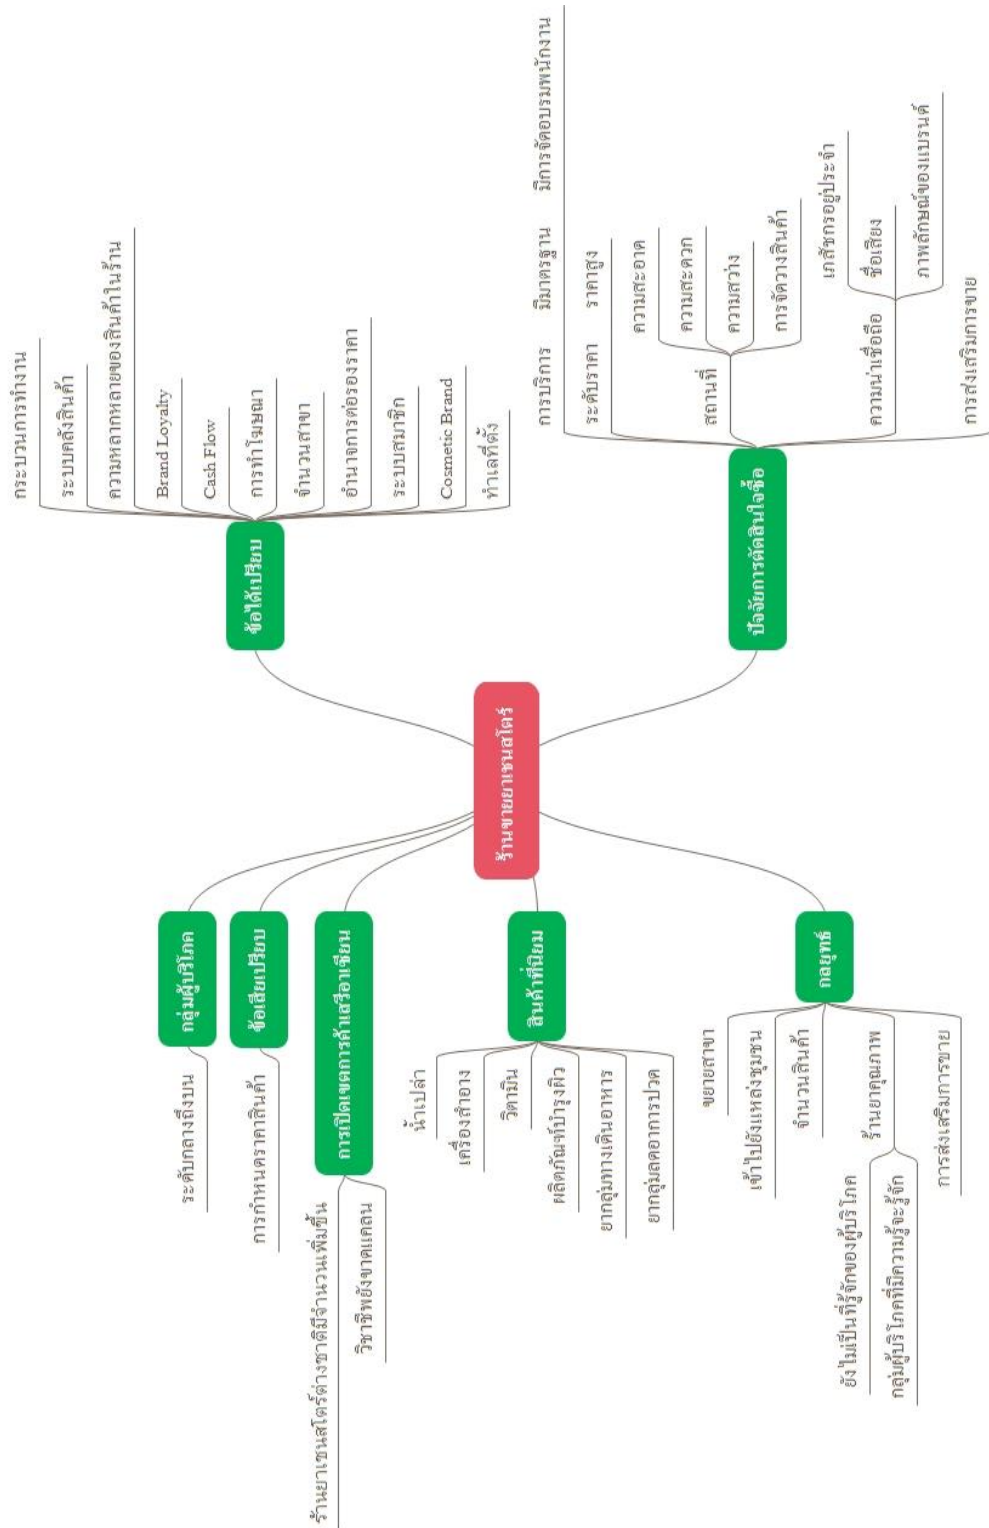 ร้านขายยาเชนสโตร์
ข้อได้เปรียบ
กระบวนการทำงาน
ระบบคลังสินค้า
ความหลากหลายของสินค้าในร้าน
Brand Loyalty
Cash Flow
การทำโฆษณา
จำนวนสาขา
อำนาจการต่อรองราคา
ระบบสมาชิก
Cosmetic Brand
ทำเลที่ตั้ง
ปัจจัยการตัดสินใจซื้อ
การบริการ
มีมาตรฐาน
มีการจัดอบรมพนักงาน
ระดับราคา
ราคาสูง
สถานที่
ความสะอาด
ความสะดวก
ความสว่าง
การจัดวางสินค้า
ความน่าเชื่อถือ
เภสัชกรอยู่ประจำ
ชื่อเสียง
ภาพลักษณ์ของแบรนด์
การส่งเสริมการขาย
กลุ่มผู้บริโภค
ระดับกลางถึงบน
ข้อเสียเปรียบ
การกำหนดราคาสินค้า
การเปิดเขตการค้าเสรีอาเซียน
ร้านยาเชนสโตร์ต่างชาติมีจำนวนเพิ่มขึ้น
วิชาชีพยังขาดแคลน
สินค้าที่นิยม
น้ำเปล่า
เครื่องสำอาง
วิตามิน
ผลิตภัณฑ์บำรุงผิว
ยากลุ่มทางเดินอาหาร
ยากลุ่มลดอาการปวด
กลยุทธ์
ขยายสาขา
เข้าไปยังแหล่งชุมชน
จำนวนสินค้า
ร้านยาคุณภาพ
ยังไม่เป็นที่รู้จักของผู้บริโภค
กลุ่มผู้บริโภคที่มีความรู้จะรู้จัก
การส่งเสริมการขาย